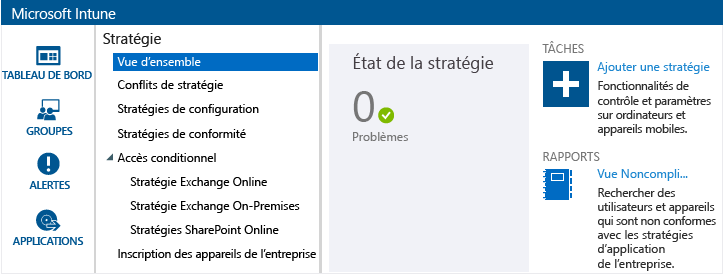 Microsoft Intune
TABLEAU DE BORD
GROUPES
ALERTES
APPLICATIONS
Stratégie
Vue d'ensemble
Conflits de stratégie
Stratégies de configuration
Stratégies de conformité
Accès conditionnel
Stratégie Exchange Online
Stratégie Exchange On-Premises
Stratégies SharePoint Online
Inscription des appareils de l'entreprise
État de la stratégie
0
Problèmes
TÂCHES
Ajouter une stratégie
Fonctionnalités de
contrôle et paramètres
sur ordinateurs et
appareils mobiles.
RAPPORTS
Vue Noncompli...
Rechercher des
utilisateurs et appareils
qui sont non conformes
avec les stratégies
d'application
de l'entreprise.